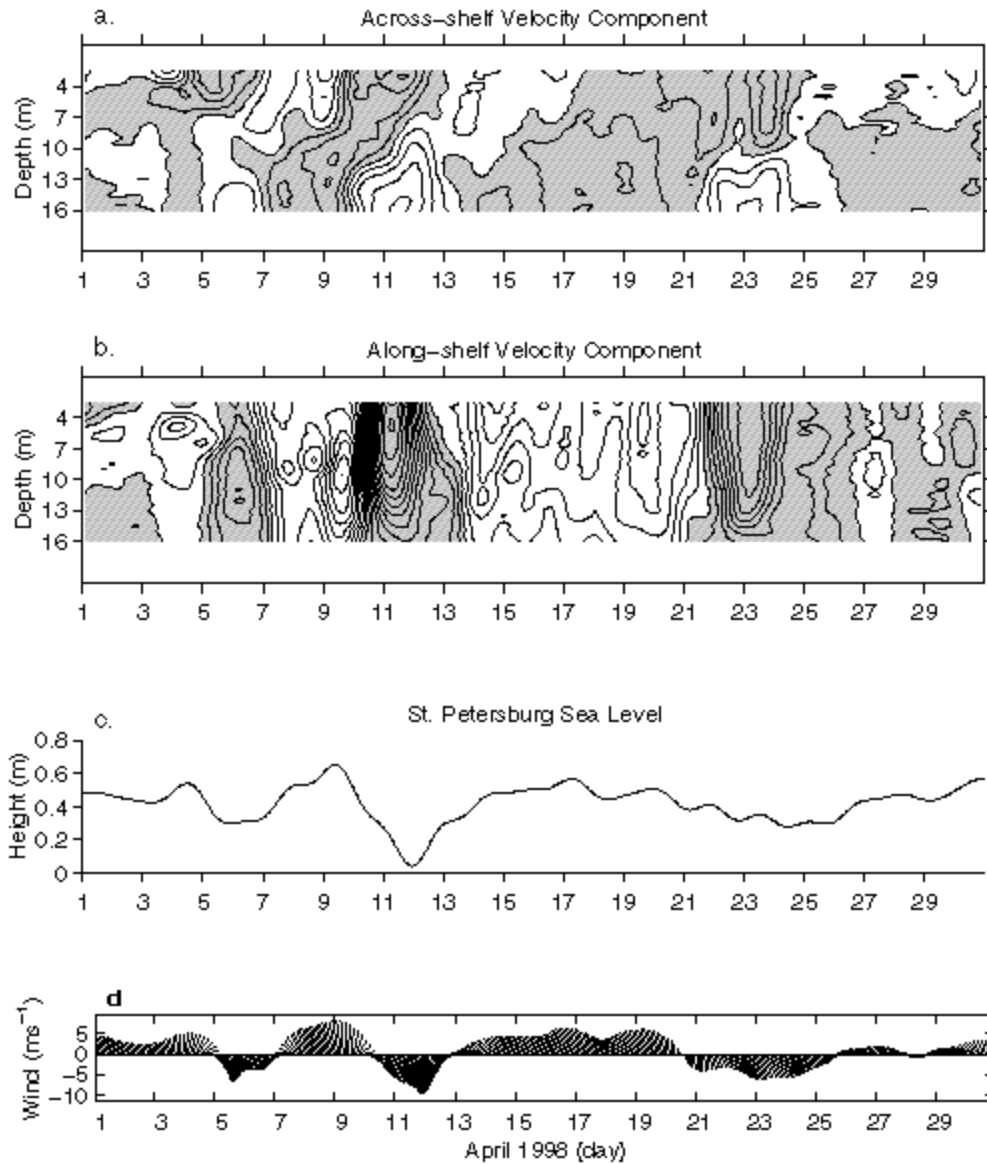 a.
Across-shelf Velocity Component
Depth (m)
4
7
10
13
16
1 3 5 7 9 11 13 15 17 19 21 23 25 27 29
b.
Along-shelf Velocity Component
Depth (m)
4
7
10
13
16
1 3 5 7 9 11 13 15 17 19 21 23 25 27 29
c.
St. Petersburg Sea Level
Height (m)
0.8
0.6
0.4
0.2
0
1 3 5 7 9 11 13 15 17 19 21 23 25 27 29
d
Wind (ms⁻¹)
5
0
-5
-10
1 3 5 7 9 11 13 15 17 19 21 23 25 27 29
April 1998 (day)